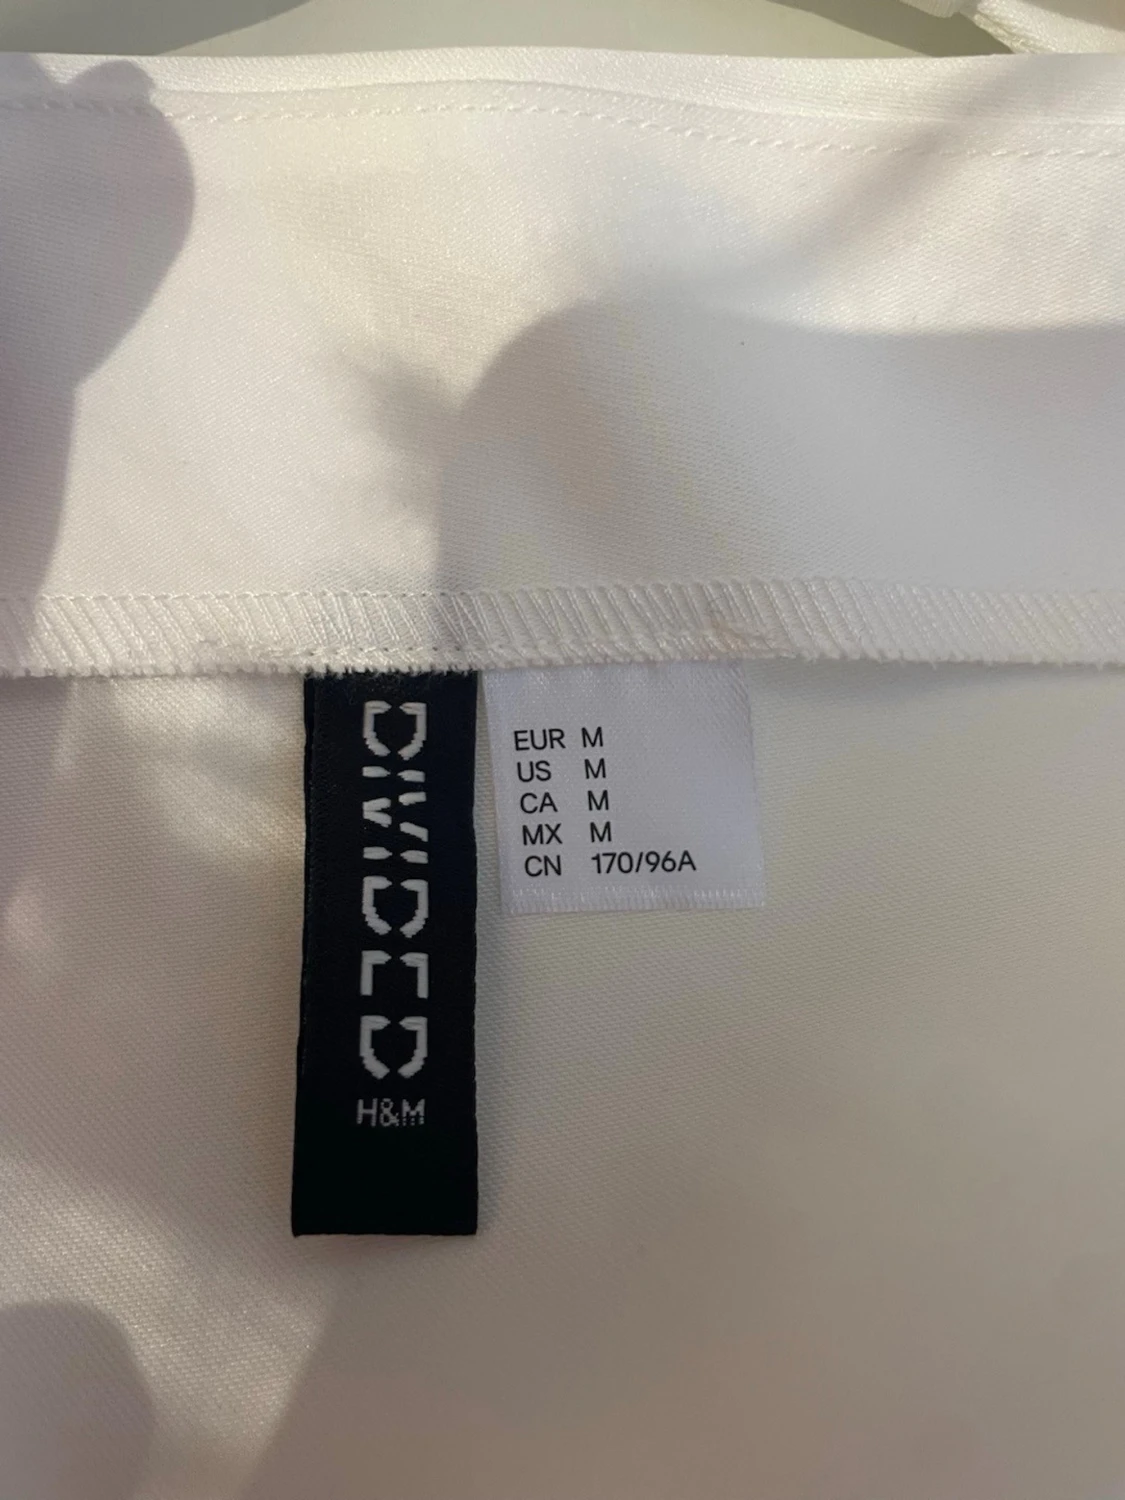 DIVIDED
H&M
EUR M
US M
CA M
MX M
CN 170/96A